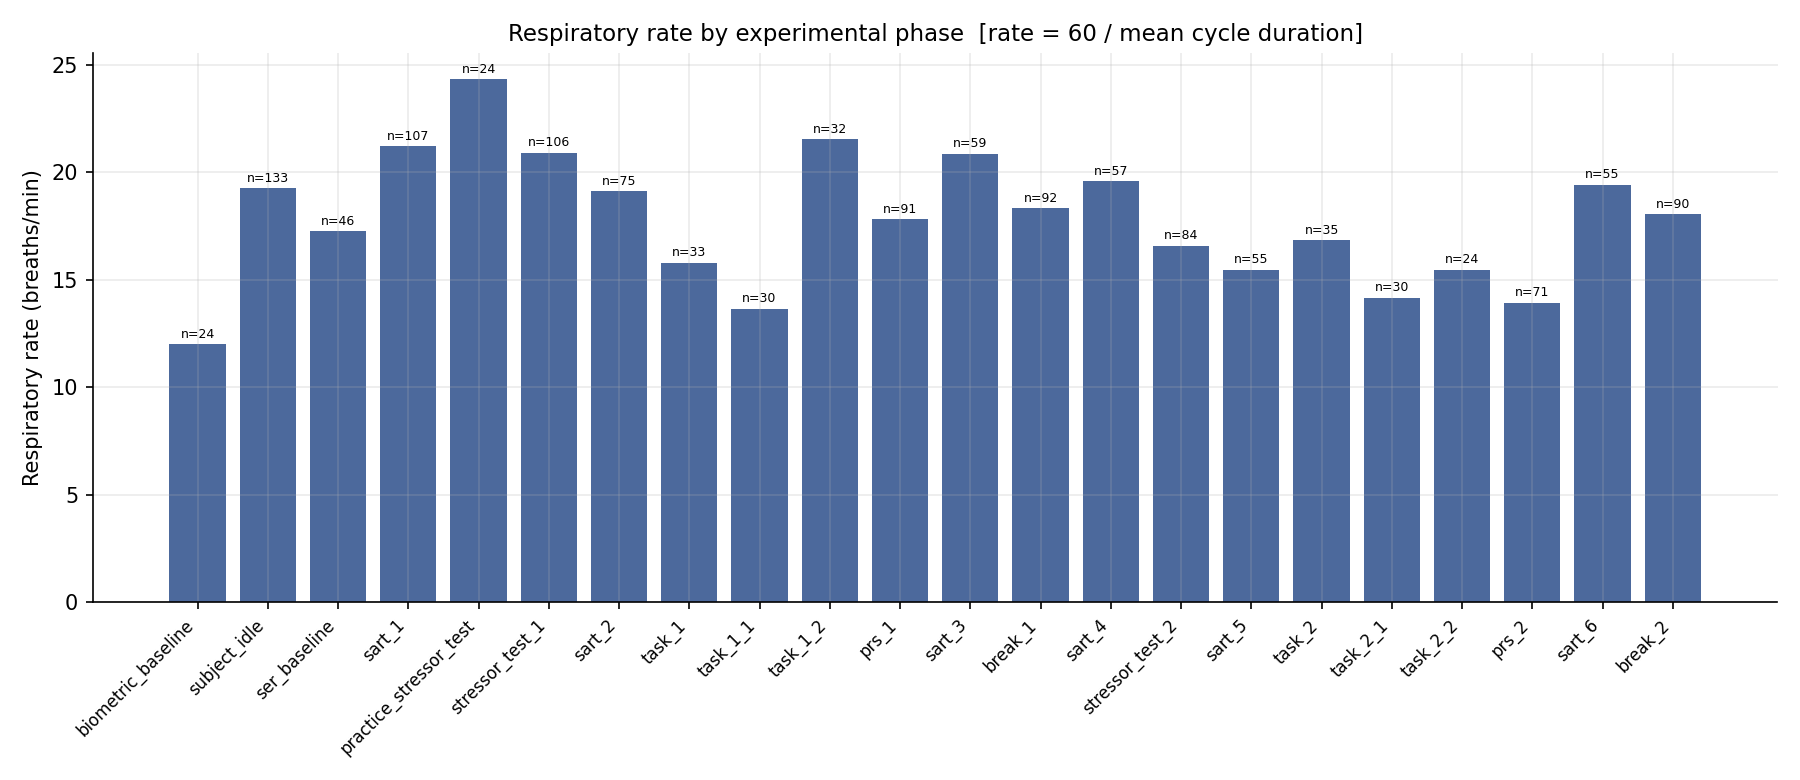 Respiratory rate by experimental phase  [rate = 60 / mean cycle duration]
Respiratory rate (breaths/min)
25
20
15
10
5
0
n=24
n=133
n=46
n=107
n=24
n=106
n=75
n=33
n=30
n=32
n=91
n=59
n=92
n=57
n=84
n=55
n=35
n=30
n=24
n=71
n=55
n=90
biometric_baseline
subject_idle
ser_baseline
sart_1
practice_stressor_test
stressor_test_1
sart_2
task_1
task_1_1
task_1_2
prs_1
sart_3
break_1
sart_4
stressor_test_2
sart_5
task_2
task_2_1
task_2_2
prs_2
sart_6
break_2